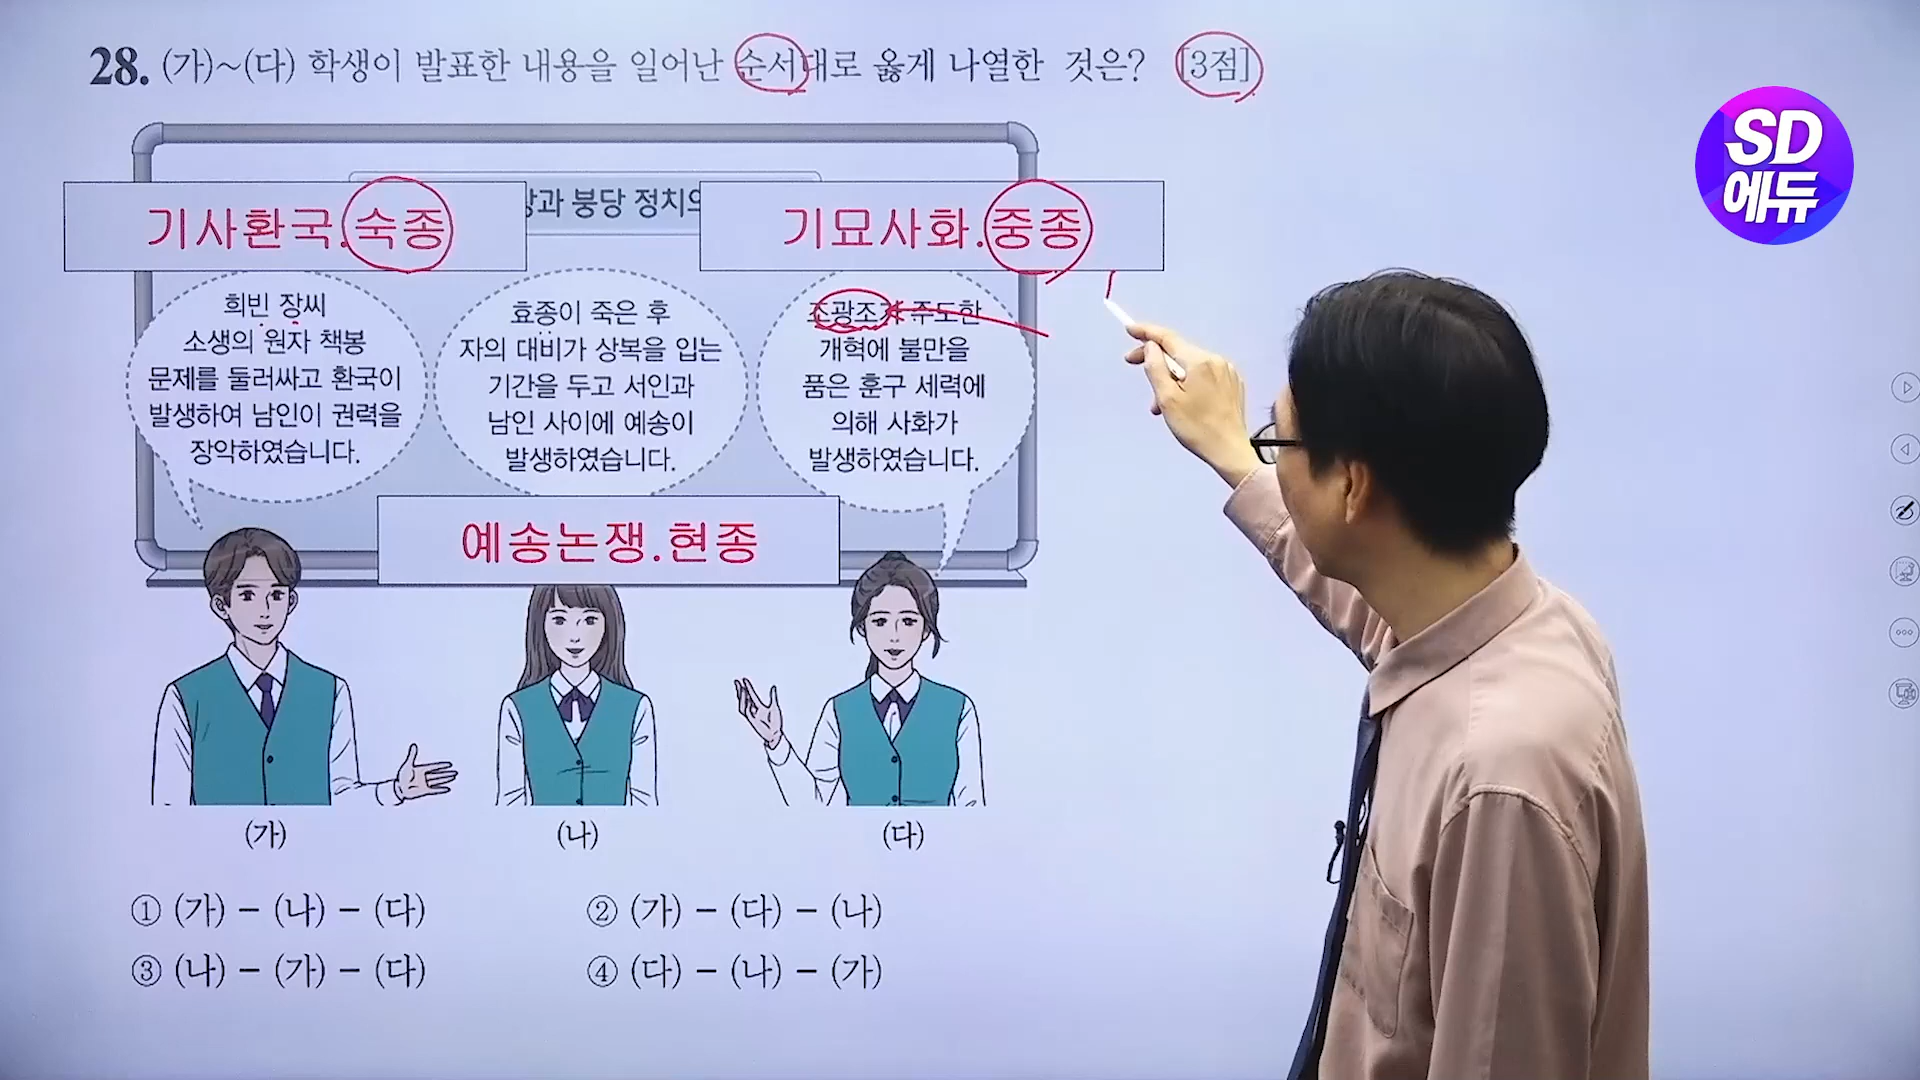 28. (가)~(다) 학생이 발표한 내용을 일어난 순서대로 옳게 나열한 것은? [3점]
SD
에듀
과 붕당 정치의
기사환국.숙종
기묘사화.중종
희빈 장씨
소생의 원자 책봉
문제를 둘러싸고 환국이
발생하여 남인이 권력을
장악하였습니다.
효종이 죽은 후
자의 대비가 상복을 입는
기간을 두고 서인과
남인 사이에 예송이
발생하였습니다.
조광조가 주도한
개혁에 불만을
품은 훈구 세력에
의해 사화가
발생하였습니다.
예송논쟁.현종
(가)
(나)
(다)
① (가) - (나) - (다)
② (가) - (다) - (나)
③ (나) - (가) - (다)
④ (다) - (나) - (가)